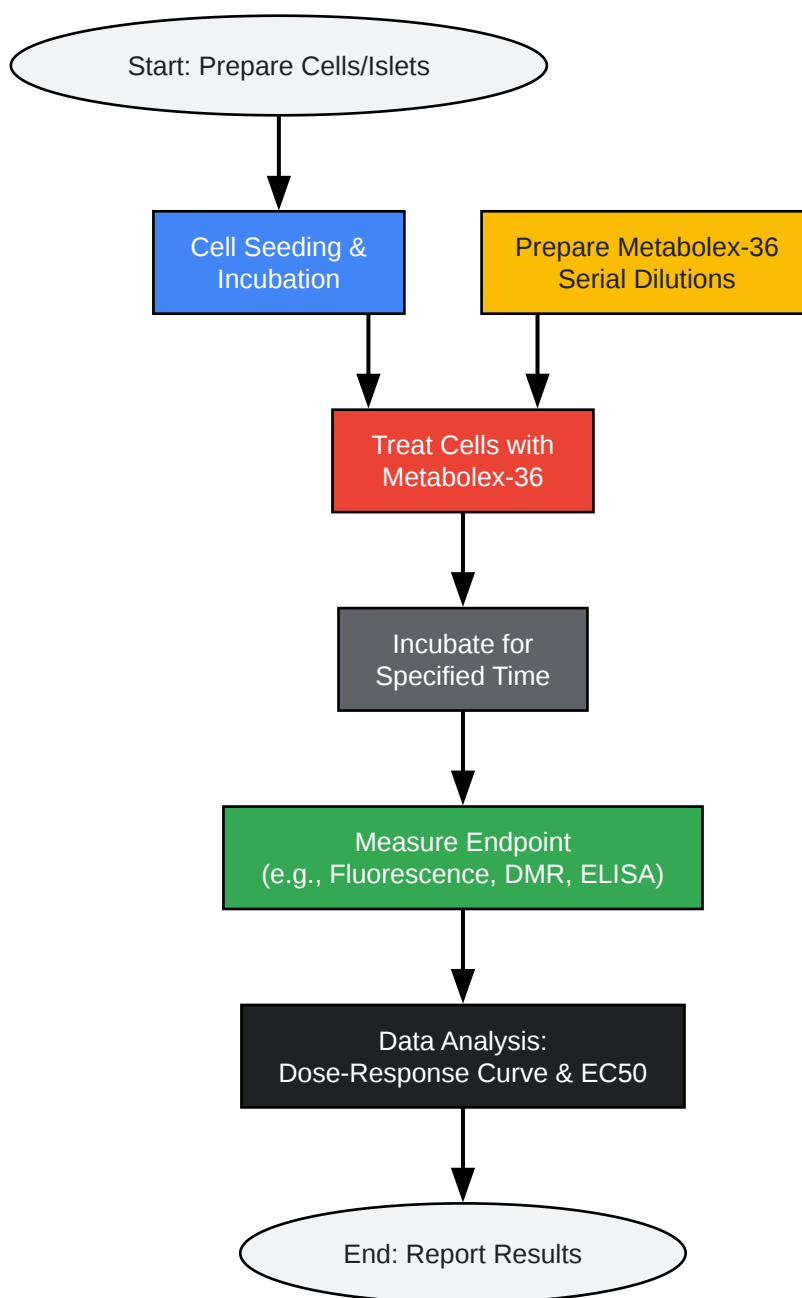 Start: Prepare Cells/Islets
Cell Seeding &
Incubation
Prepare Metabolex-36
Serial Dilutions
Treat Cells with
Metabolex-36
Incubate for
Specified Time
Measure Endpoint
(e.g., Fluorescence, DMR, ELISA)
Data Analysis:
Dose-Response Curve & EC50
End: Report Results